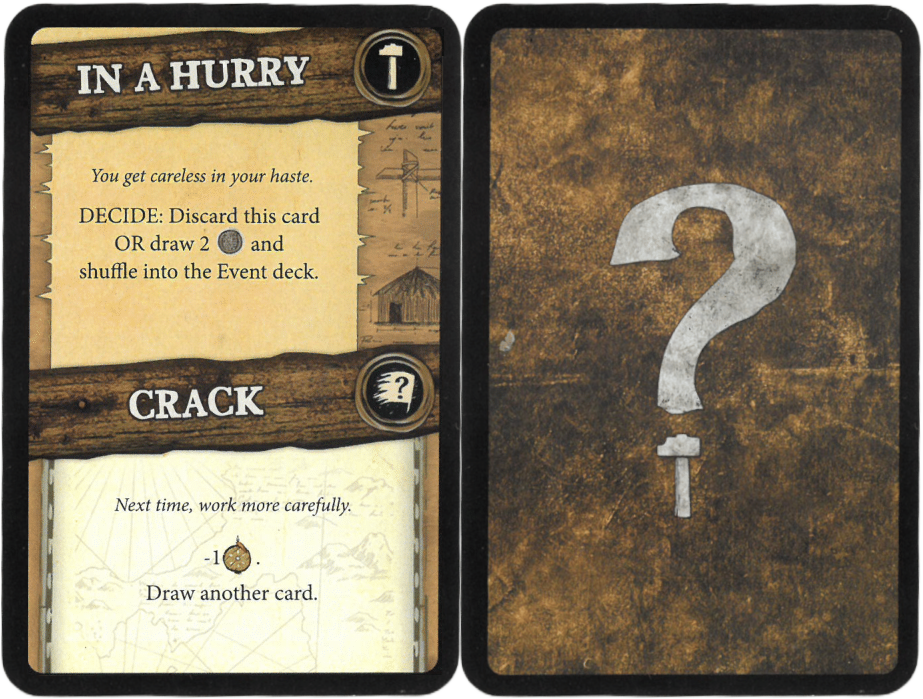 IN A HURRY
You get careless in your haste.
DECIDE: Discard this card
OR draw 2 and
shuffle into the Event deck.
CRACK
?
Next time, work more carefully.
-1 .
Draw another card.
?